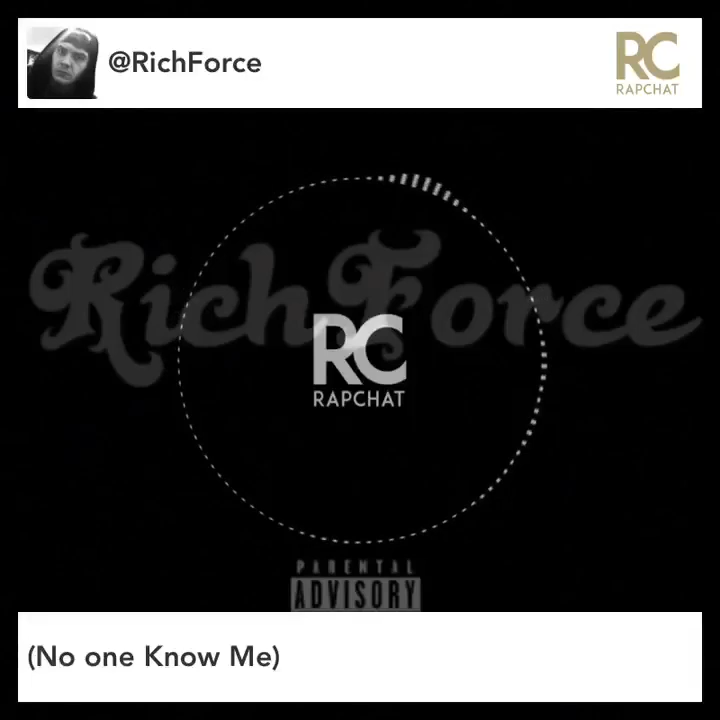 @RichForce
RC
RAPCHAT
RichForce
RC
RAPCHAT
PARENTAL
ADVISORY
(No one Know Me)